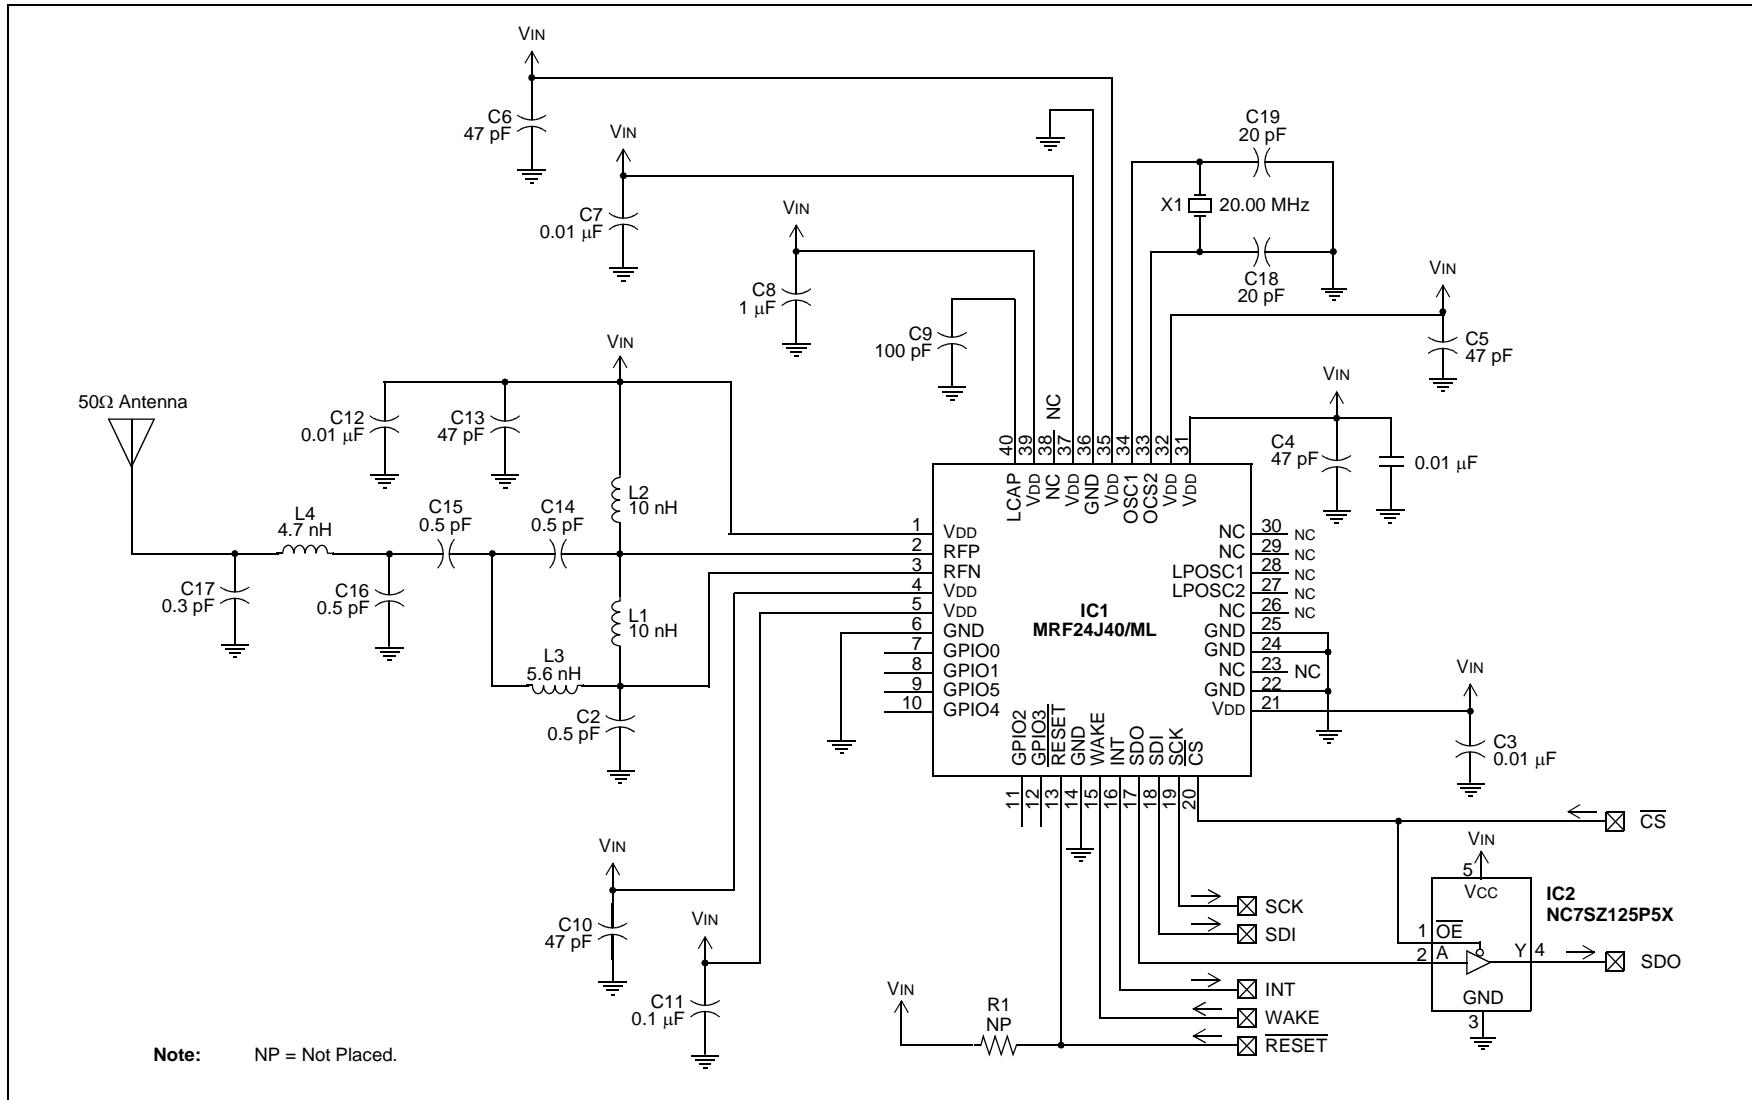 VIN
C6
47 pF
VIN
C7
0.01 µF
VIN
C8
1 µF
C9
100 pF
C19
20 pF
X1
20.00 MHz
C18
20 pF
VIN
C5
47 pF
VIN
C4
47 pF
0.01 µF
50Ω Antenna
VIN
C12
0.01 µF
C13
47 pF
L2
10 nH
L4
4.7 nH
C15
0.5 pF
C14
0.5 pF
C17
0.3 pF
C16
0.5 pF
L1
10 nH
L3
5.6 nH
C2
0.5 pF
NC
40
39
38
37
36
35
34
33
32
31
LCAP
VDD
NC
VDD
GND
VDD
OSC1
OCS2
VDD
VDD
1 VDD
2 RFP
3 RFN
4 VDD
5 VDD
6 GND
7 GPIO0
8 GPIO1
9 GPIO5
10 GPIO4
IC1
MRF24J40/ML
NC 30 NC
NC 29 NC
LPOSC1 28 NC
LPOSC2 27 NC
NC 26 NC
GND 25
GND 24
NC 23 NC
GND 22
VDD 21
GPIO2
GPIO3
RESET
GND
WAKE
INT
SDO
SDI
SCK
CS
11
12
13
14
15
16
17
18
19
20
VIN
C3
0.01 µF
CS
VIN
5
VCC
IC2
NC7SZ125P5X
1 OE
2 A
Y 4
GND
3
SDO
SCK
SDI
INT
WAKE
RESET
VIN
R1
NP
VIN
C10
47 pF
VIN
C11
0.1 µF
Note: NP = Not Placed.